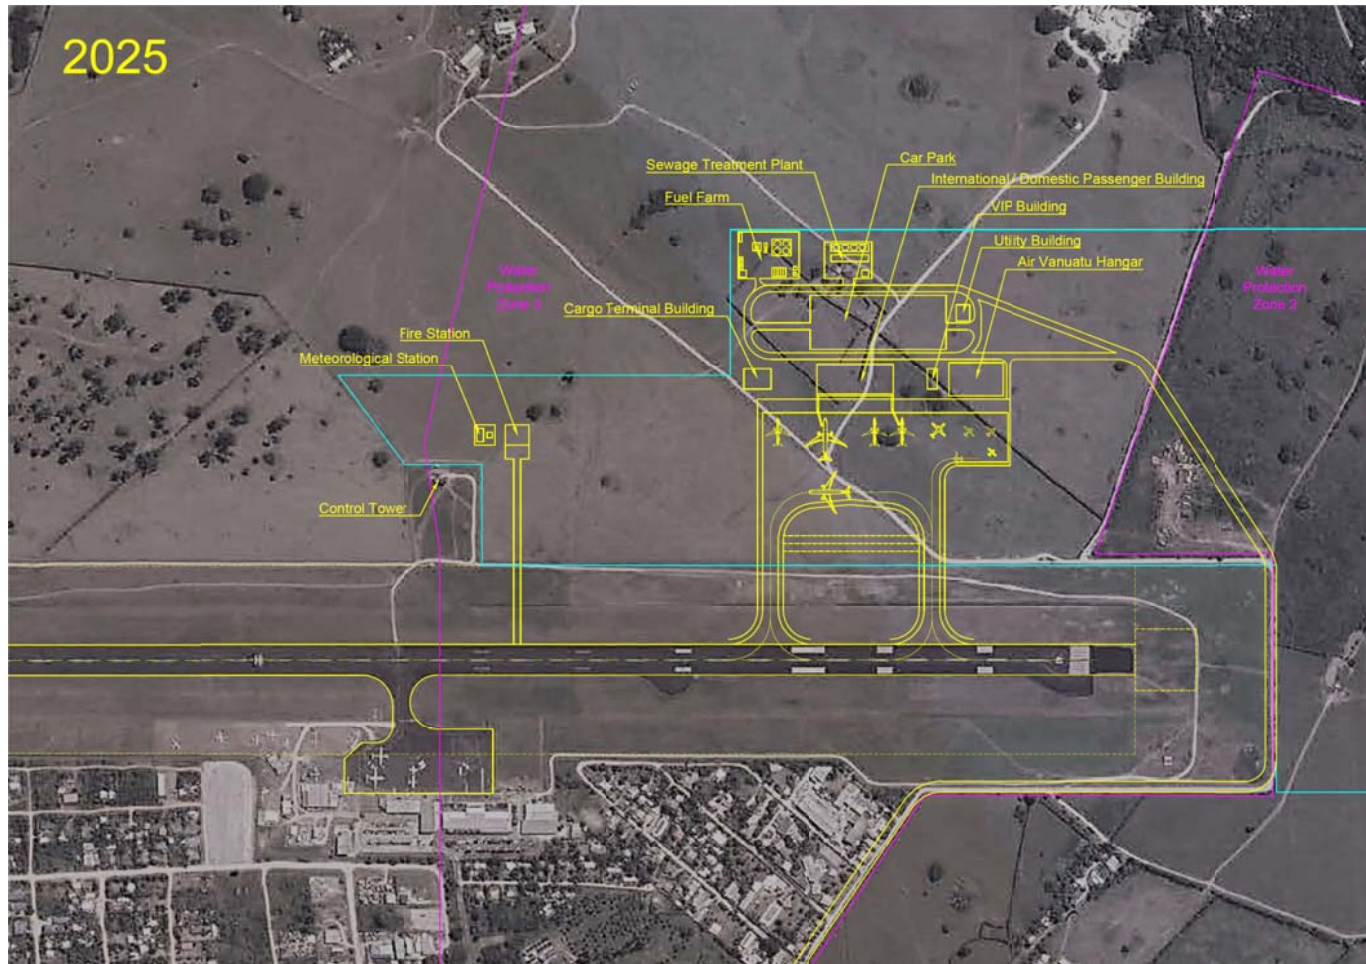 2025
Car Park
Sewage Treatment Plant
International / Domestic Passenger Building
Fuel Farm
VIP Building
Utility Building
Air Vanuatu Hangar
Water
Protection
Zone 1
Water
Protection
Zone 2
Cargo Terminal Building
Fire Station
Meteorological Station
Control Tower